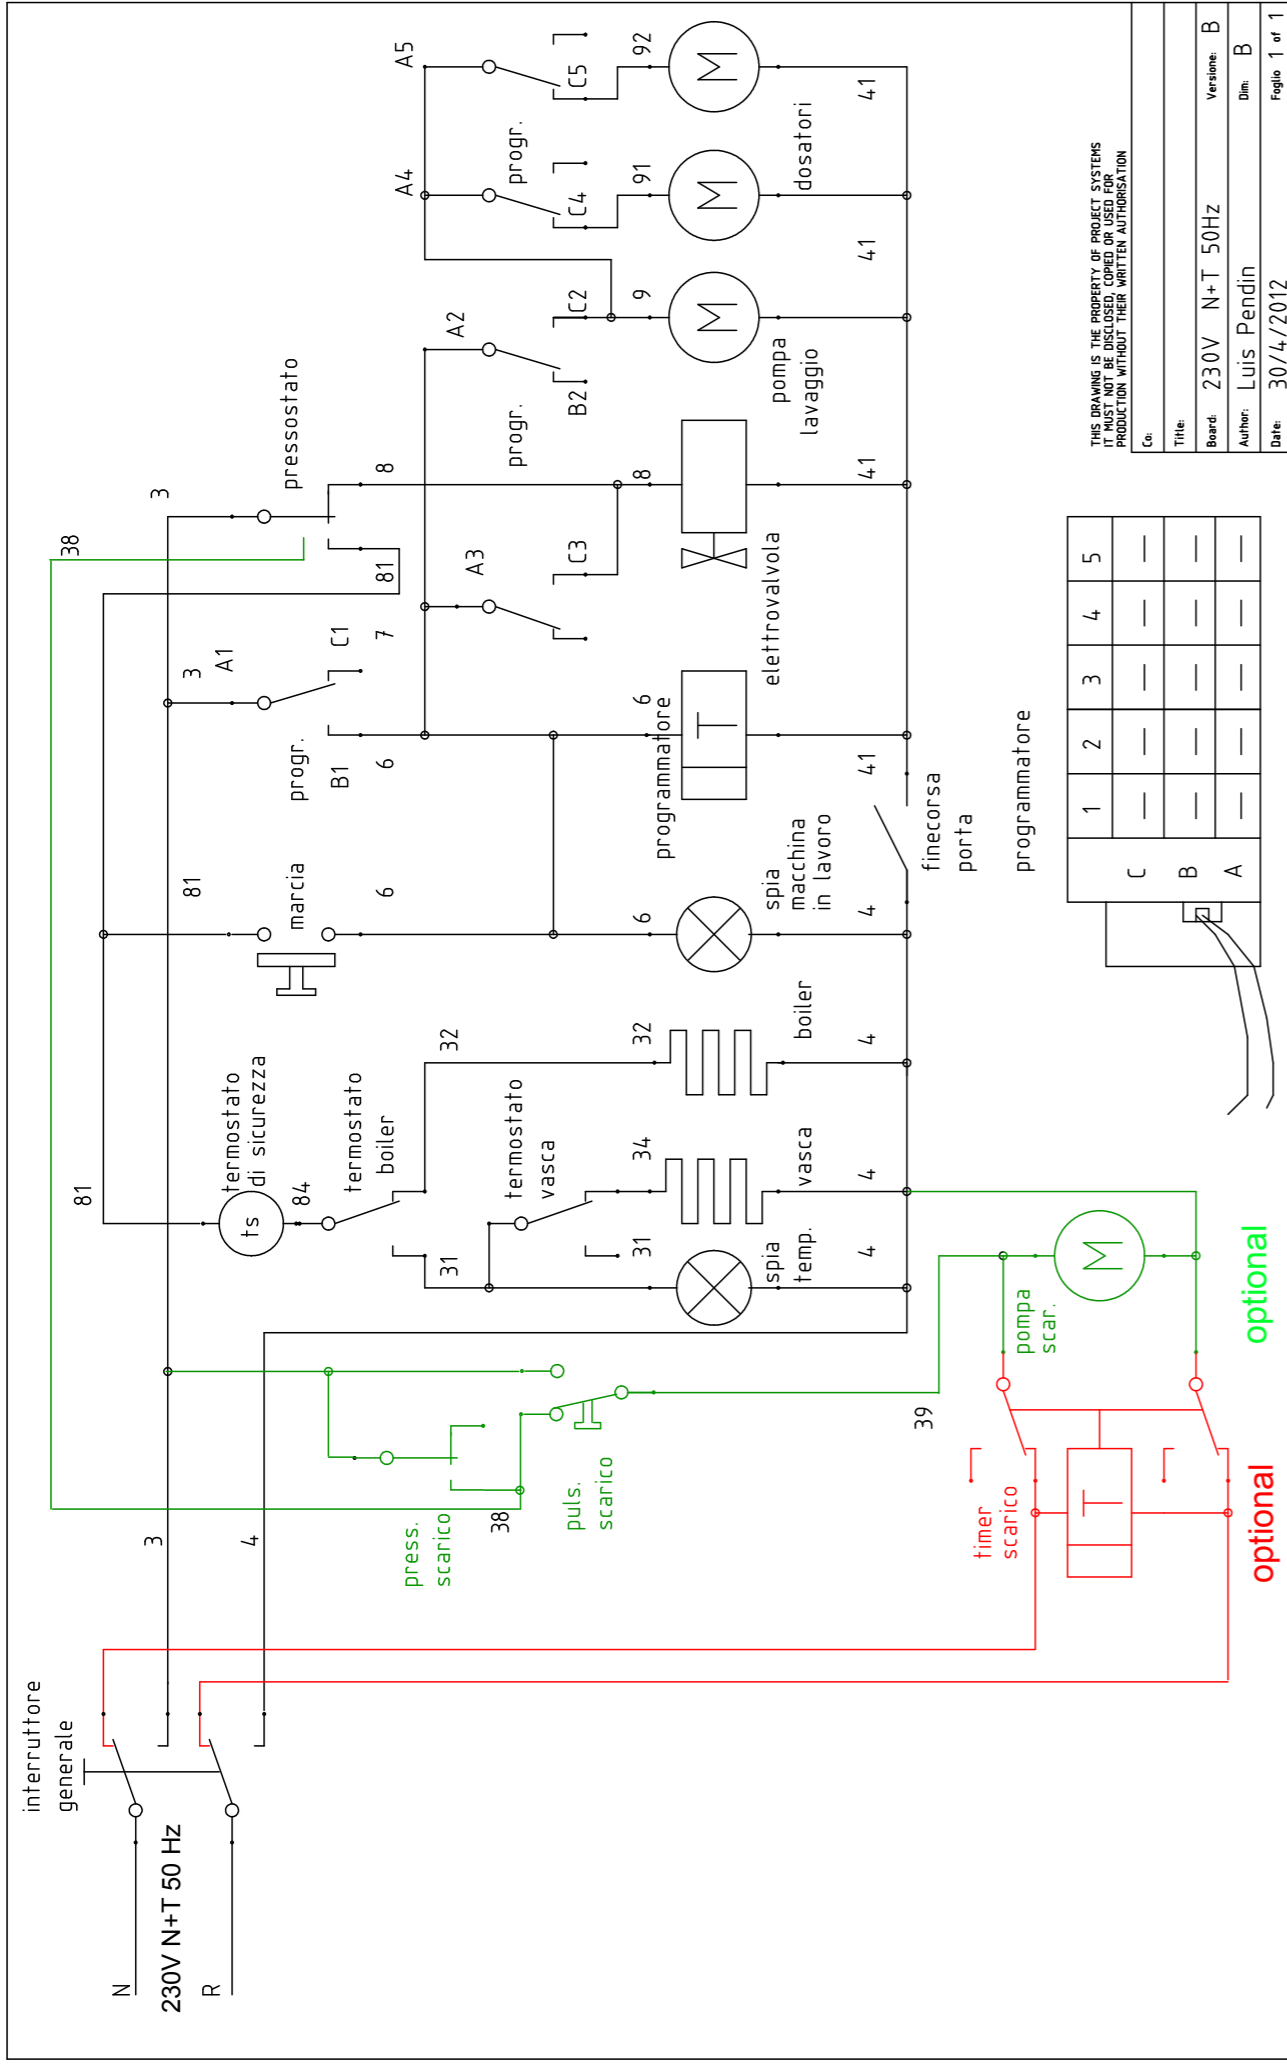 interruttore
generale
N
230V N+T 50 Hz
R
3
4
38
press.
scarico
38
puls.
scarico
39
timer
scarico
optional
pompa
scar.
M
T
optional
81
termostato
di sicurezza
ts
84
termostato
boiler
31
32
termostato
vasca
31
34
32
spia
temp.
vasca
boiler
4
4
4
81
marcia
6
6
spia
macchina
in lavoro
4
finecorsa
porta
3
A1
progr.
B1
C1
6
7
6
programmatore
T
41
3
pressostato
81
8
A3
C3
8
elettrovalvola
41
A2
progr.
B2
C2
9
M
pompa
lavaggio
41
A4
progr.
C4
91
M
dosatori
41
A5
C5
92
M
programmatore
1 2 3 4 5
C — — — — —
B — — — — —
A — — — — —
THIS DRAWING IS THE PROPERTY OF PROJECT SYSTEMS
IT MUST NOT BE DISCLOSED, COPIED OR USED FOR
PRODUCTION WITHOUT THEIR WRITTEN AUTHORISATION
Co:
Title:
Board: 230V N+T 50Hz Versione: B
Author: Luis Pendin Dim: B
Date: 30/4/2012 Foglio 1 of 1